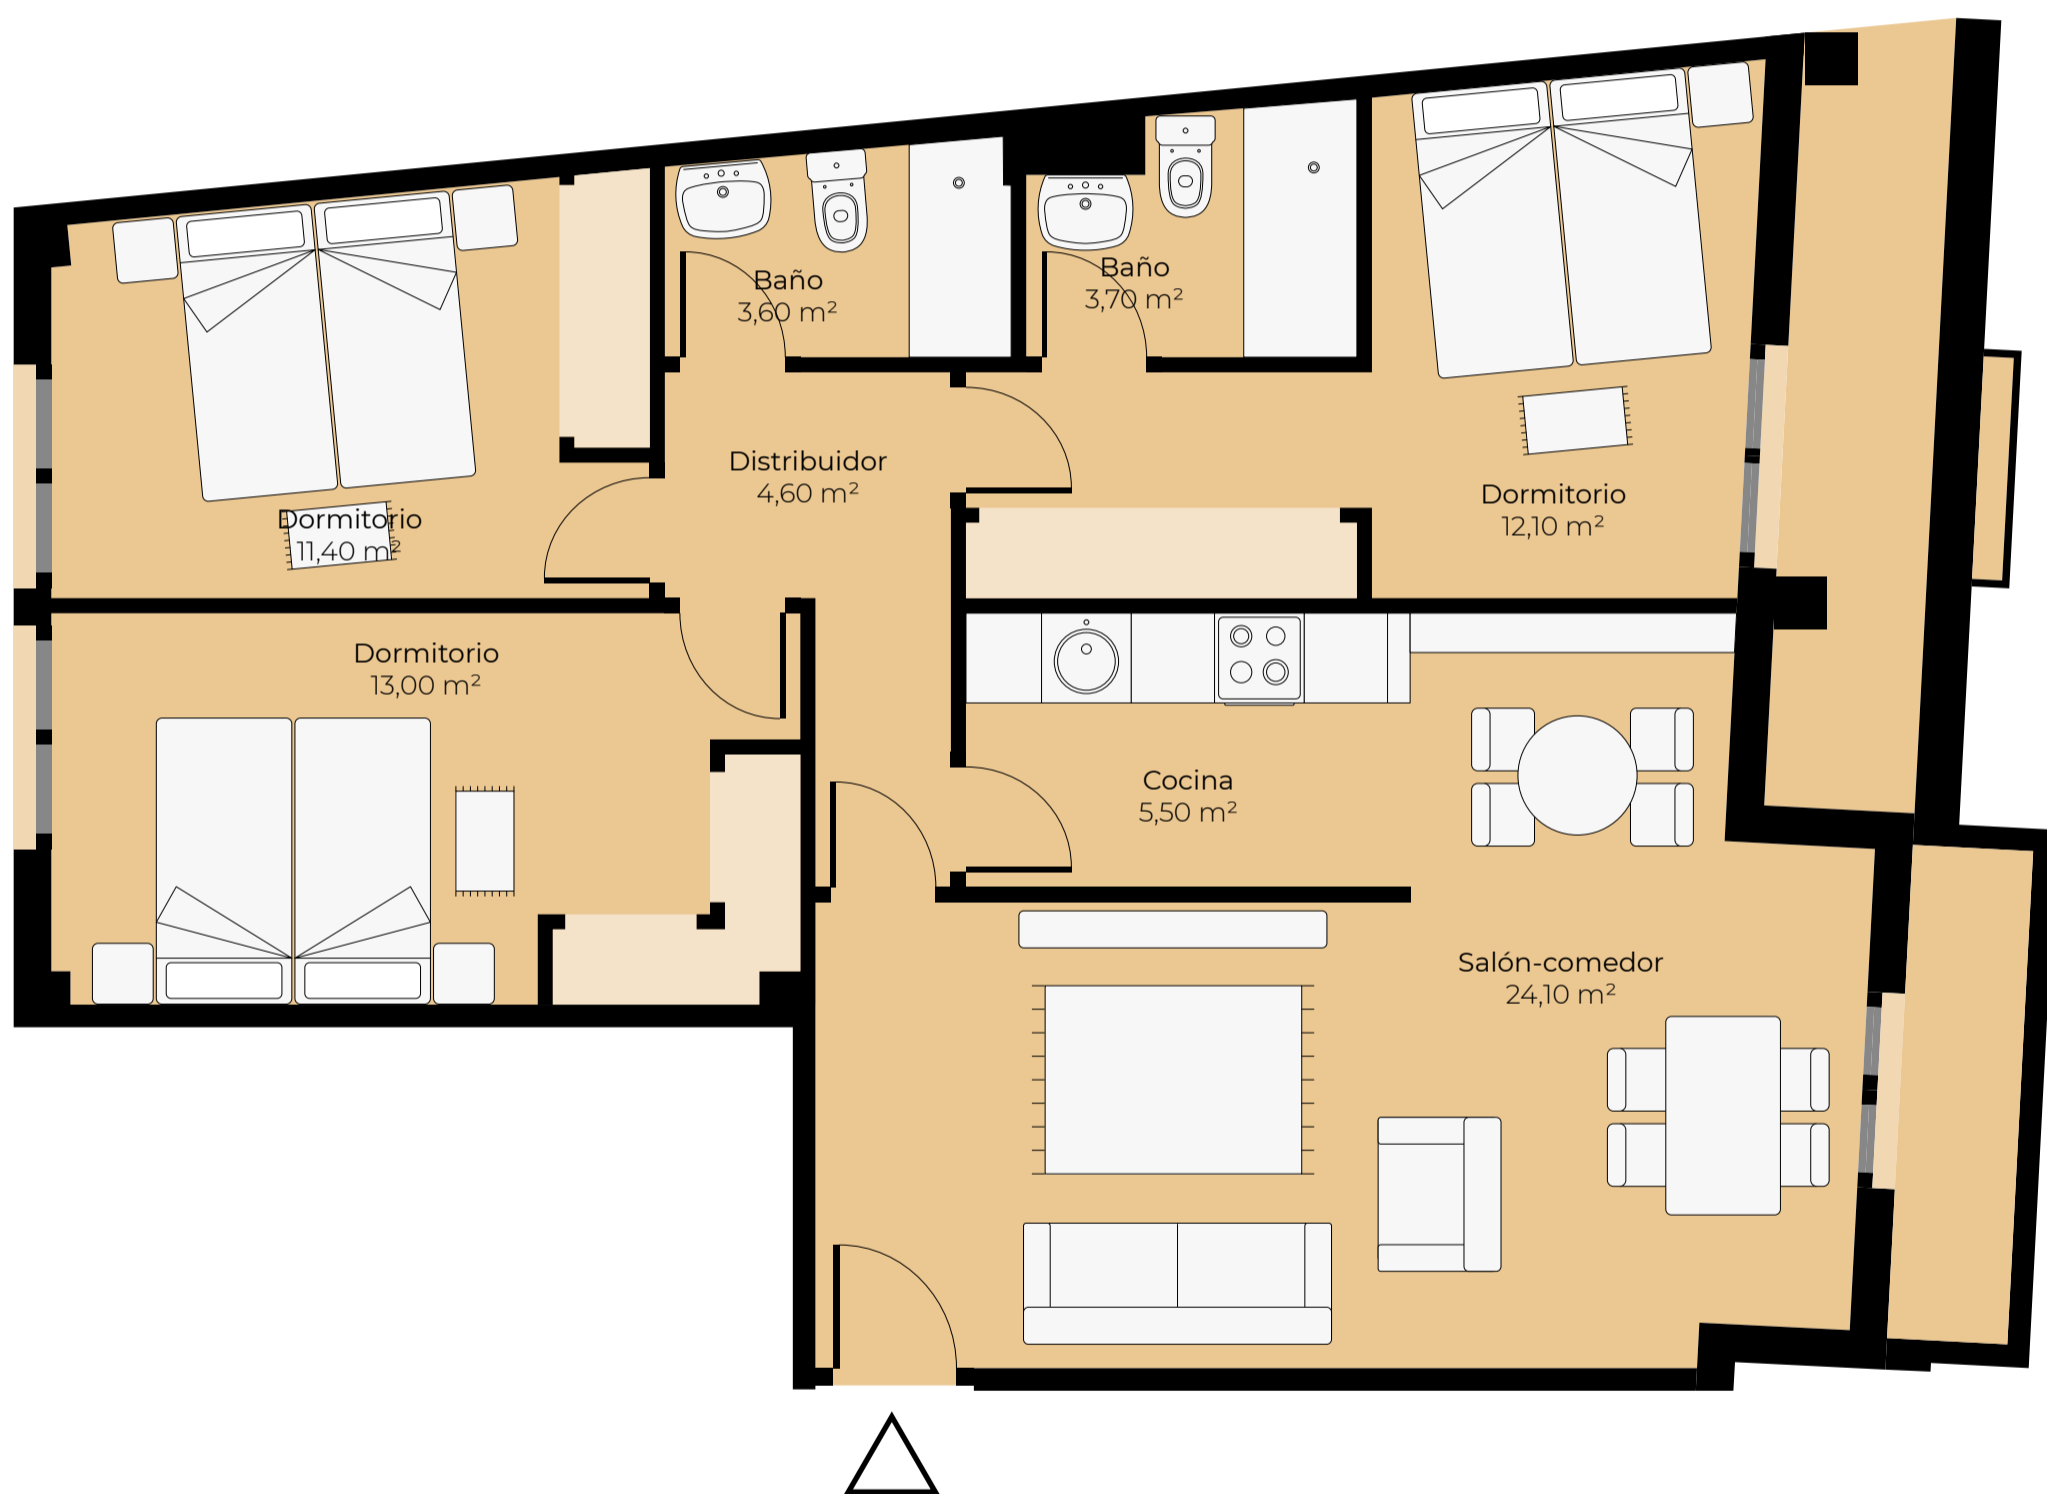 Baño
3,60 m²
Baño
3,70 m²
Distribuidor
4,60 m²
Dormitorio
12,10 m²
Dormitorio
11,40 m²
Dormitorio
13,00 m²
Cocina
5,50 m²
Salón-comedor
24,10 m²